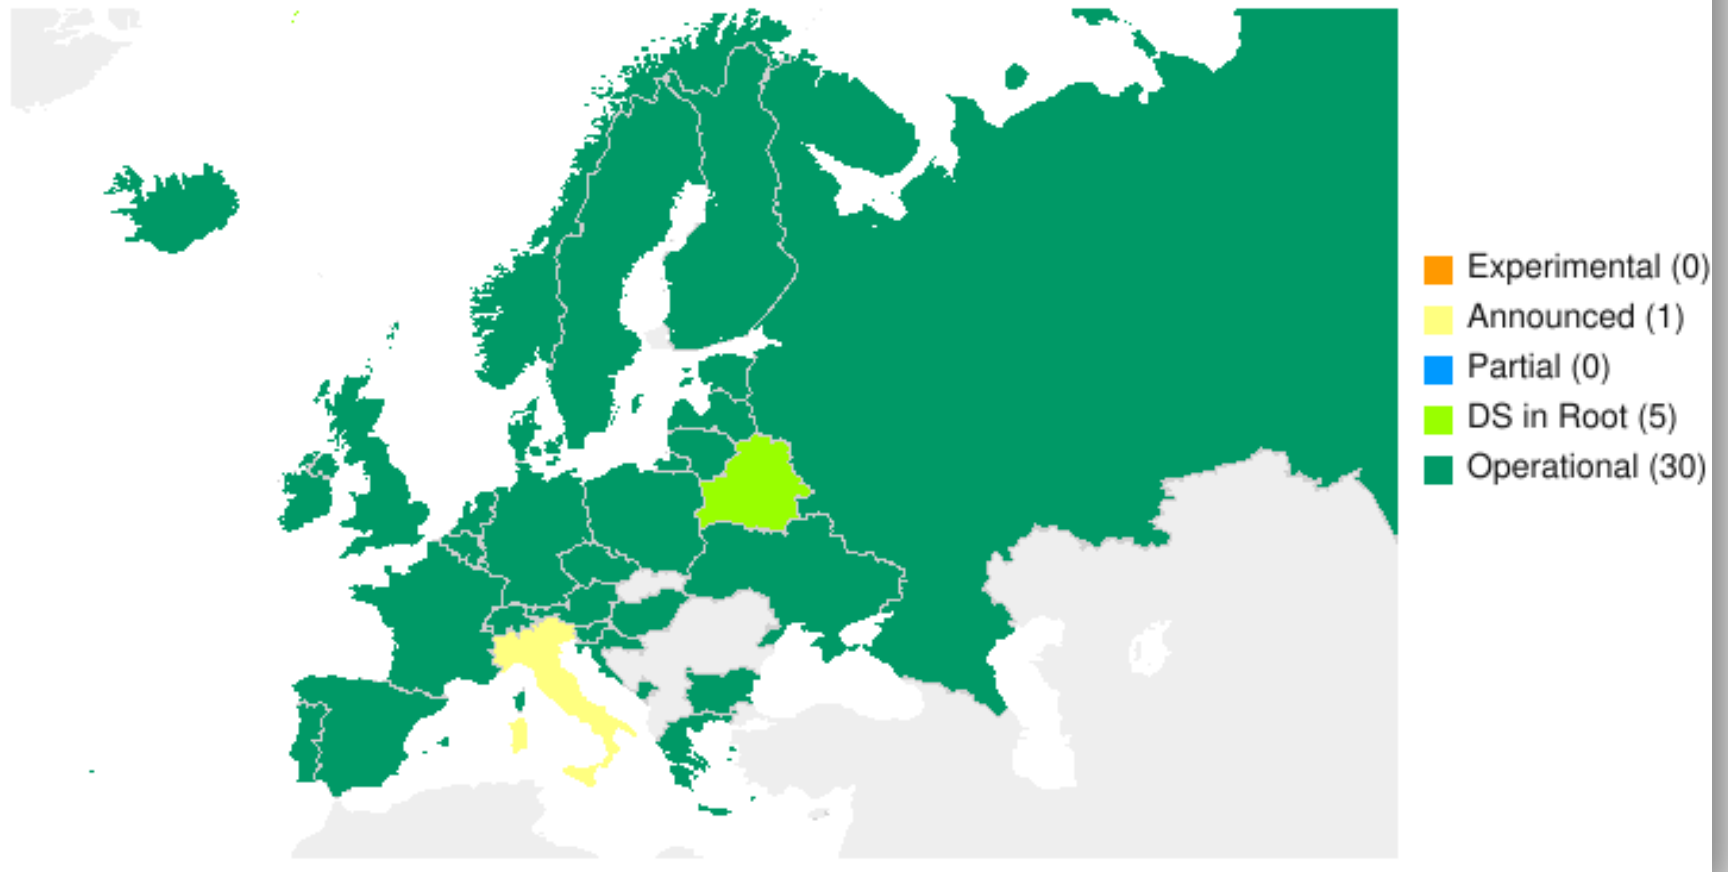 Experimental (0)
Announced (1)
Partial (0)
DS in Root (5)
Operational (30)